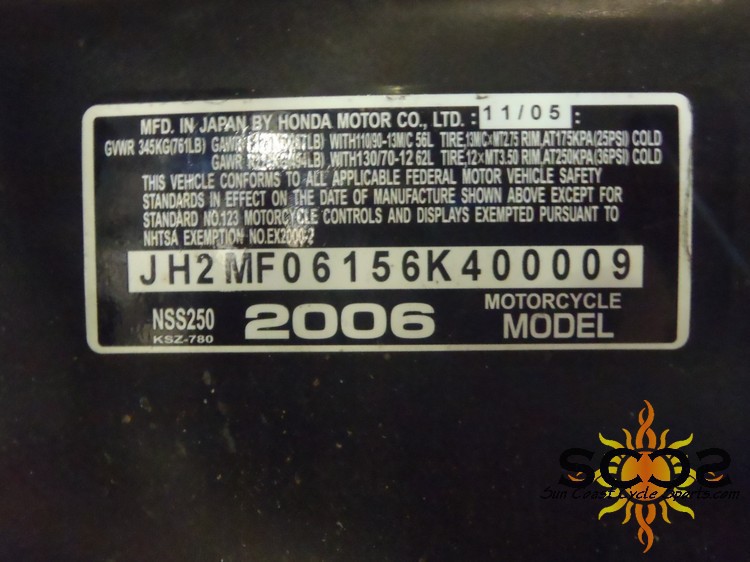 MFD. IN JAPAN BY HONDA MOTOR CO., LTD. : 11/05 :
GVWR 345KG(761LB) GAWR WITH110/90-13M/C 56L TIRE,13M/C×MT2.75 RIM,AT175KPA(25PSI) COLD
GAWR WITH130/70-12 62L TIRE,12×MT3.50 RIM,AT250KPA(36PSI) COLD
THIS VEHICLE CONFORMS TO ALL APPLICABLE FEDERAL MOTOR VEHICLE SAFETY
STANDARDS IN EFFECT ON THE DATE OF MANUFACTURE SHOWN ABOVE EXCEPT FOR
STANDARD NO.123 MOTORCYCLE CONTROLS AND DISPLAYS EXEMPTED PURSUANT TO
NHTSA EXEMPTION NO.EX2000-2
JH2MF06156K400009
NSS250 2006 MOTORCYCLE
KSZ-780 MODEL
SCCS
Sun Coast Cycle Sports.com